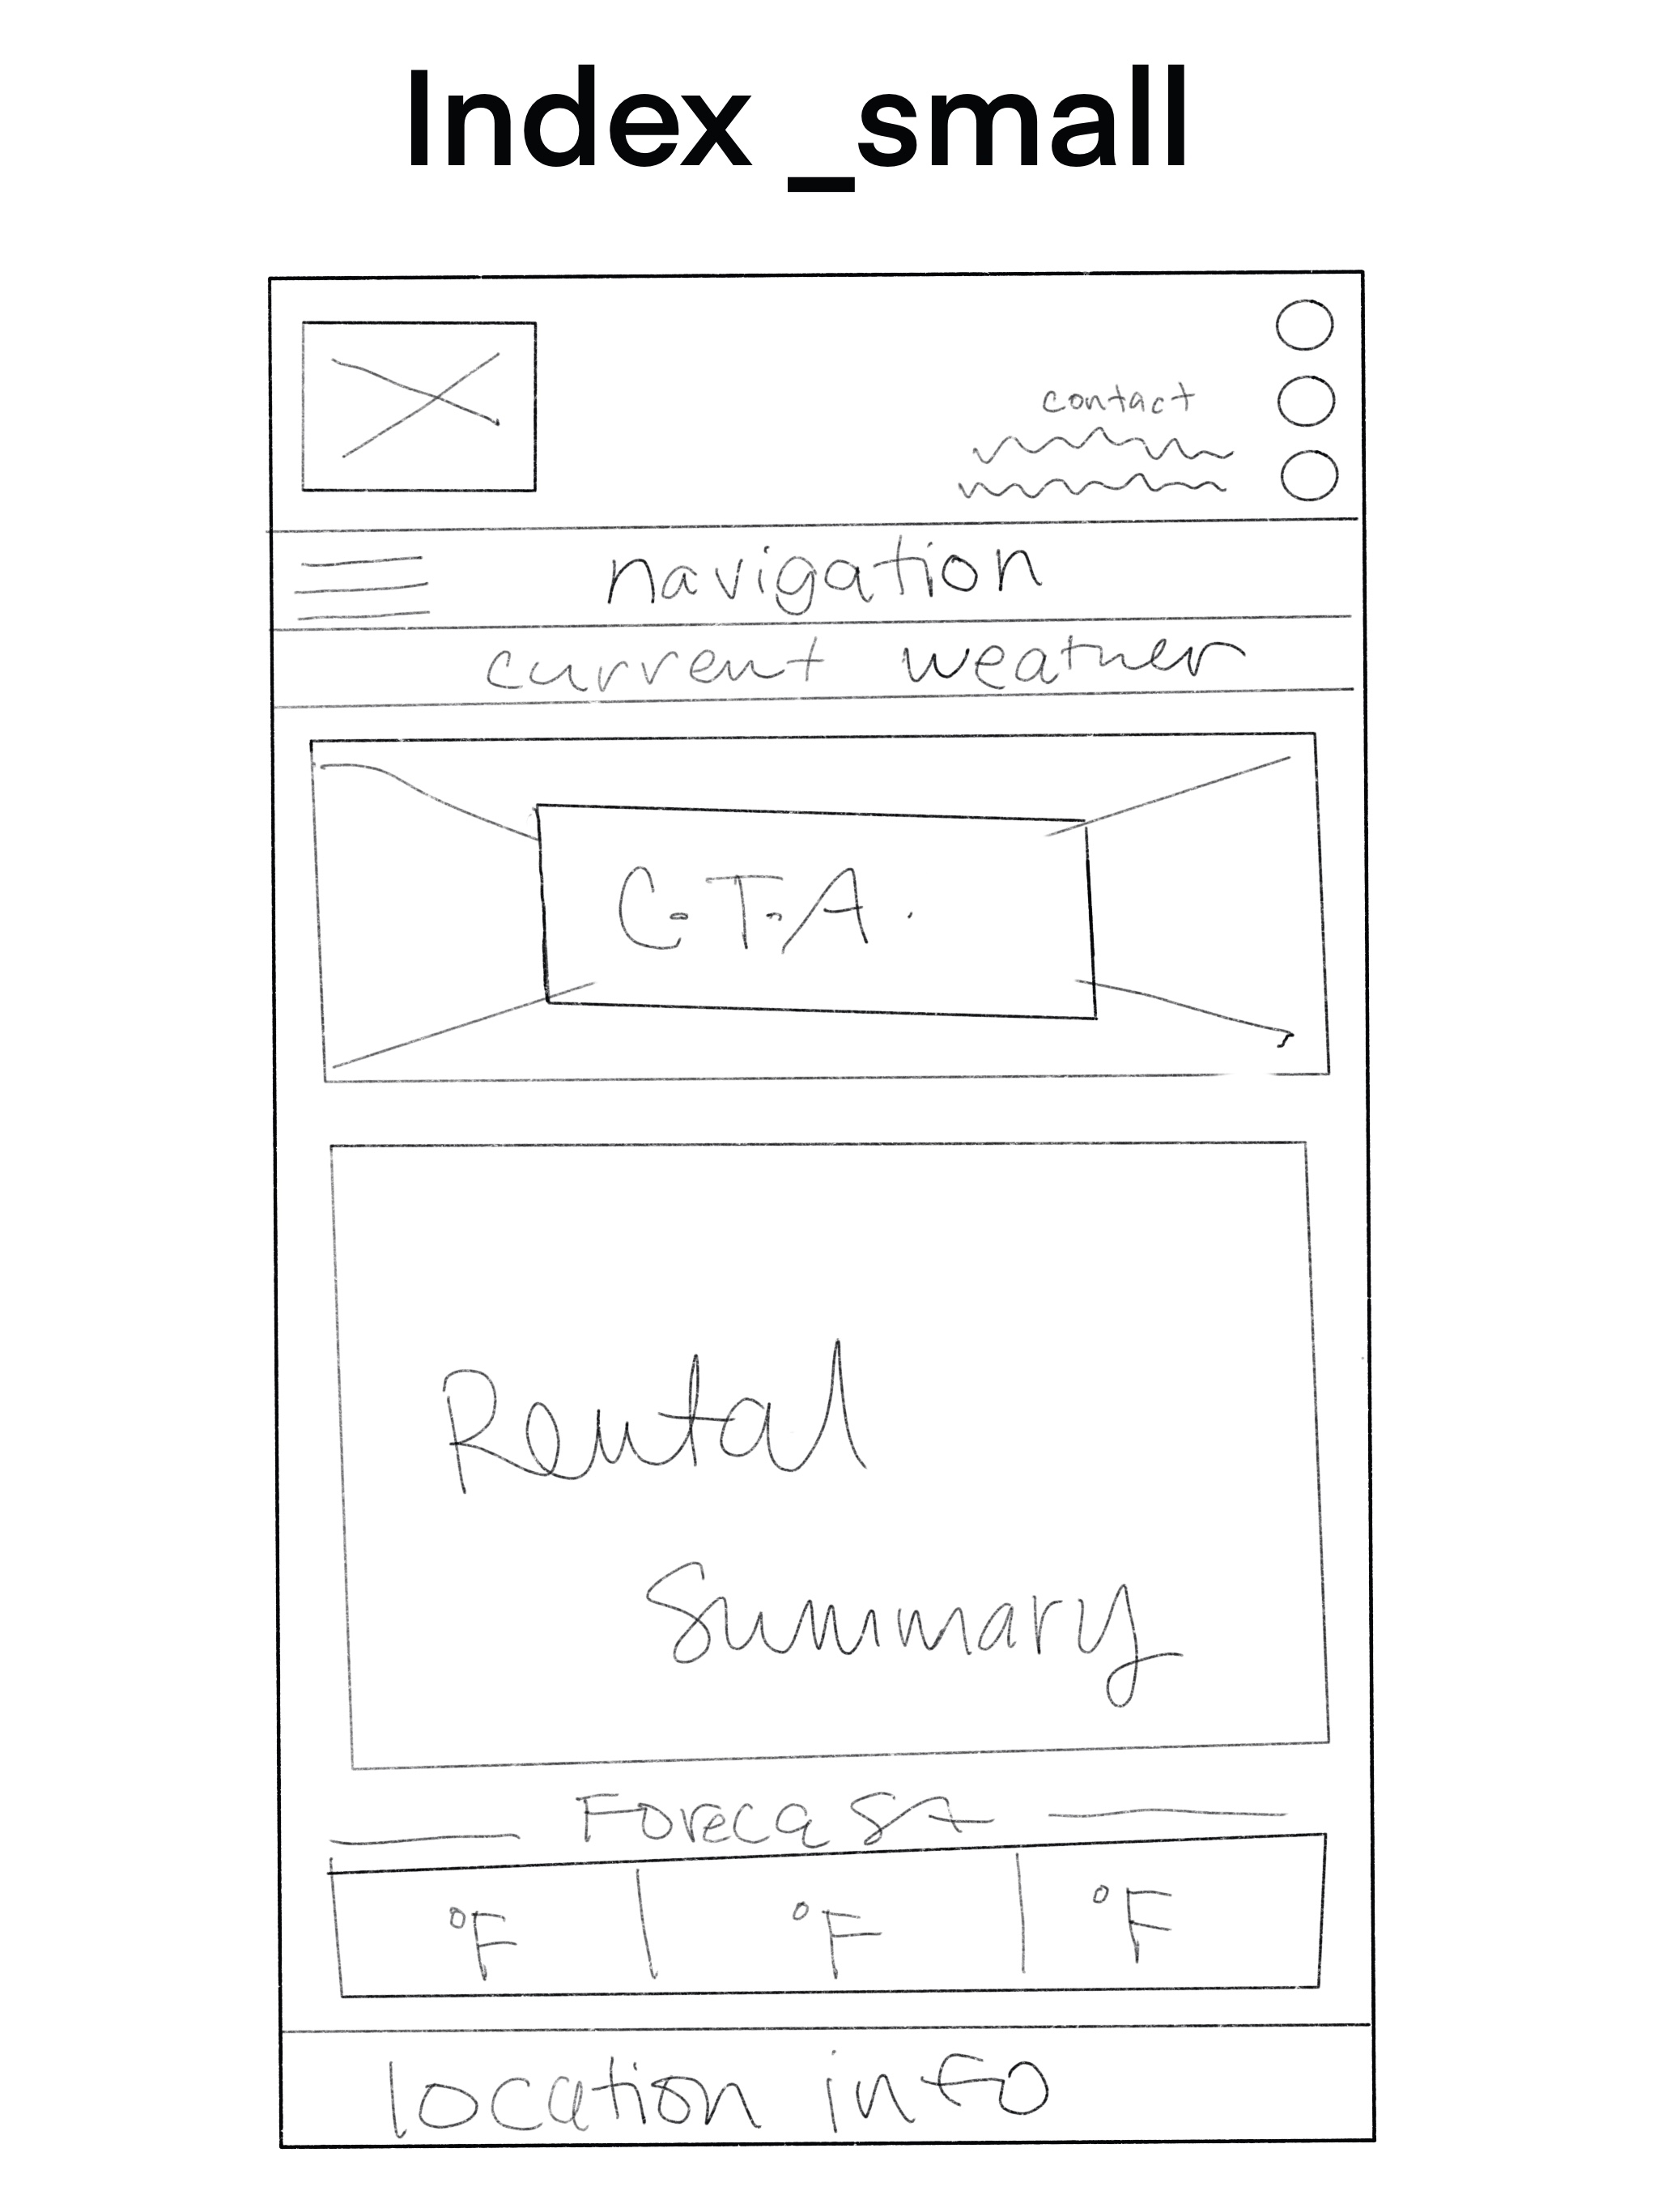 Index _small
contact
navigation
current weather
C.T.A.
Rental
Summary
Forecast
°F °F °F
location info